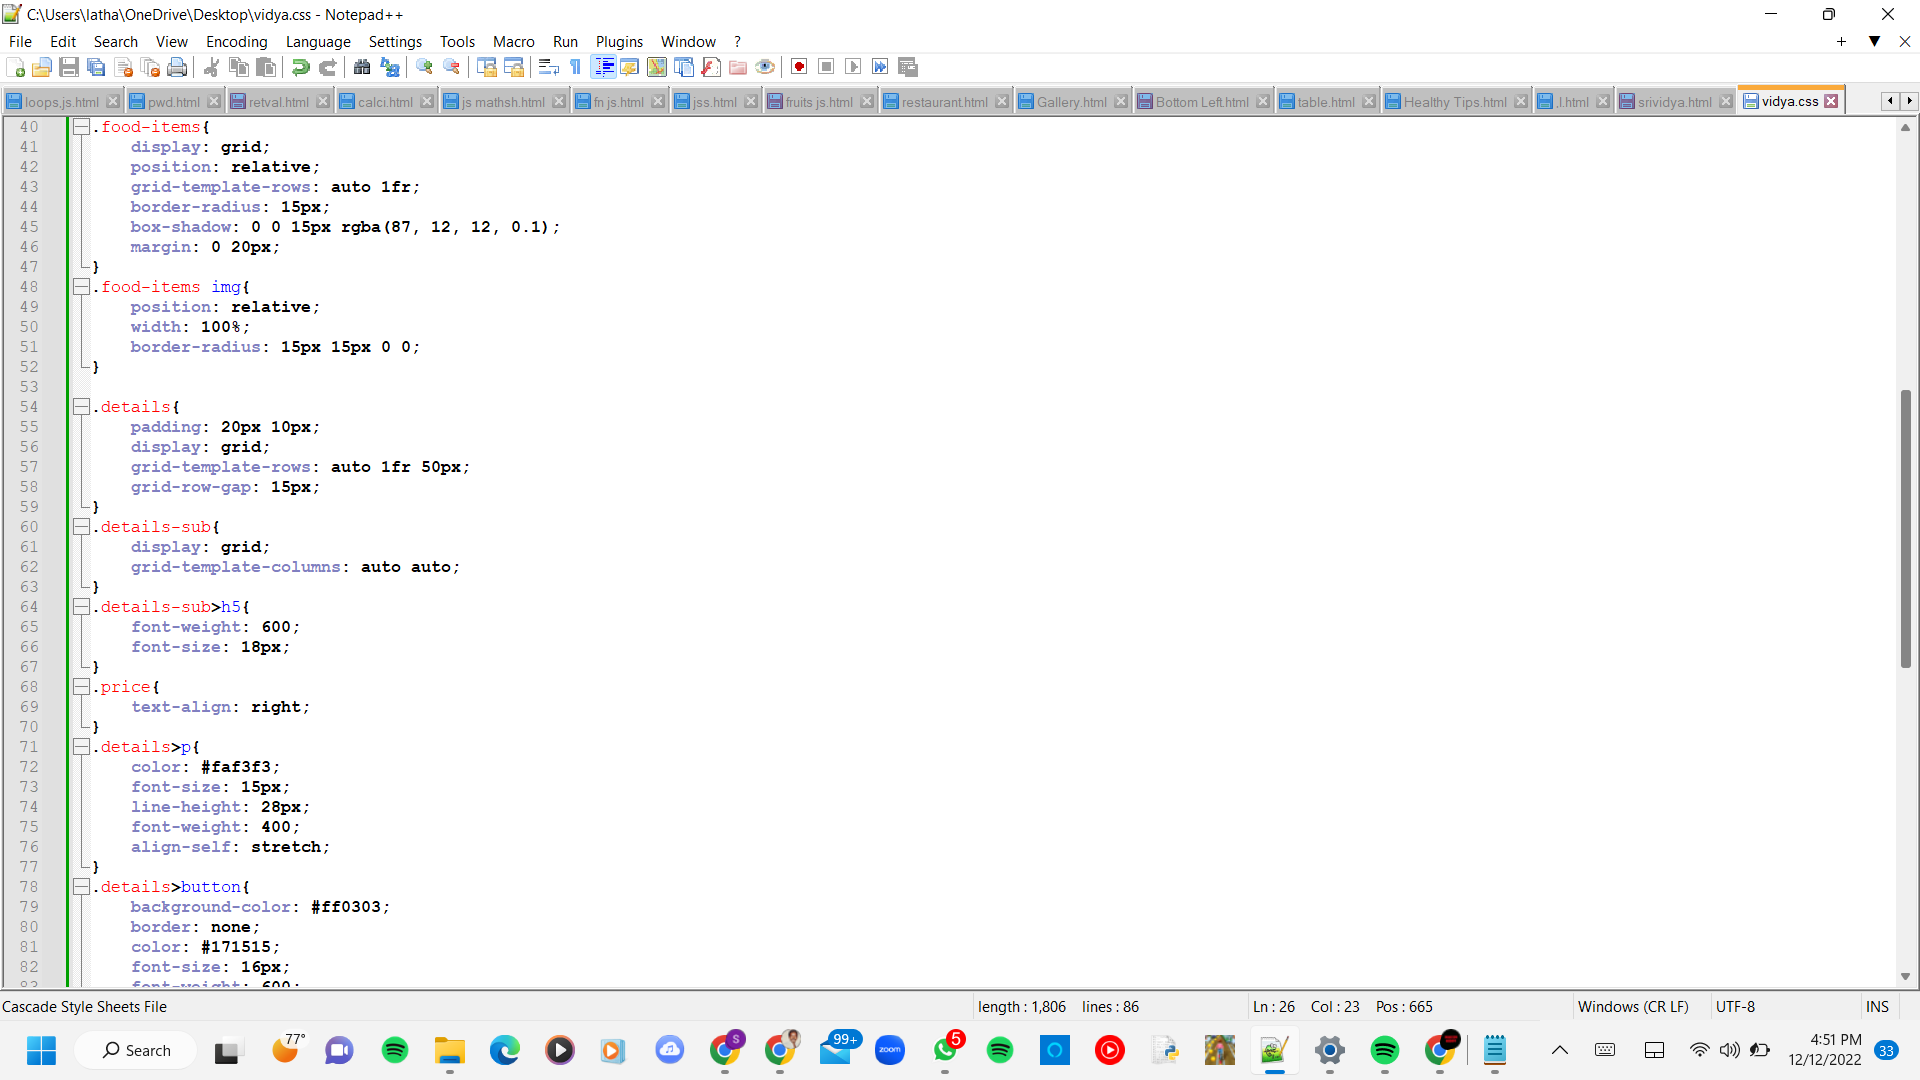 C:\Users\latha\OneDrive\Desktop\vidya.css - Notepad++
File Edit Search View Encoding Language Settings Tools Macro Run Plugins Window ?
loops,js.html pwd.html retval.html calci.html js mathsh.html fn js.html jss.html fruits js.html restaurant.html Gallery.html Bottom Left.html table.html Healthy Tips.html .l.html srividya.html vidya.css
40 .food-items{
41 display: grid;
42 position: relative;
43 grid-template-rows: auto 1fr;
44 border-radius: 15px;
45 box-shadow: 0 0 15px rgba(87, 12, 12, 0.1);
46 margin: 0 20px;
47 }
48 .food-items img{
49 position: relative;
50 width: 100%;
51 border-radius: 15px 15px 0 0;
52 }
53
54 .details{
55 padding: 20px 10px;
56 display: grid;
57 grid-template-rows: auto 1fr 50px;
58 grid-row-gap: 15px;
59 }
60 .details-sub{
61 display: grid;
62 grid-template-columns: auto auto;
63 }
64 .details-sub>h5{
65 font-weight: 600;
66 font-size: 18px;
67 }
68 .price{
69 text-align: right;
70 }
71 .details>p{
72 color: #faf3f3;
73 font-size: 15px;
74 line-height: 28px;
75 font-weight: 400;
76 align-self: stretch;
77 }
78 .details>button{
79 background-color: #ff0303;
80 border: none;
81 color: #171515;
82 font-size: 16px;
83 font-weight: 600;
Cascade Style Sheets File length : 1,806 lines : 86 Ln : 26 Col : 23 Pos : 665 Windows (CR LF) UTF-8 INS
77° Search S 99+ zoom 5 4:51 PM
12/12/2022 33